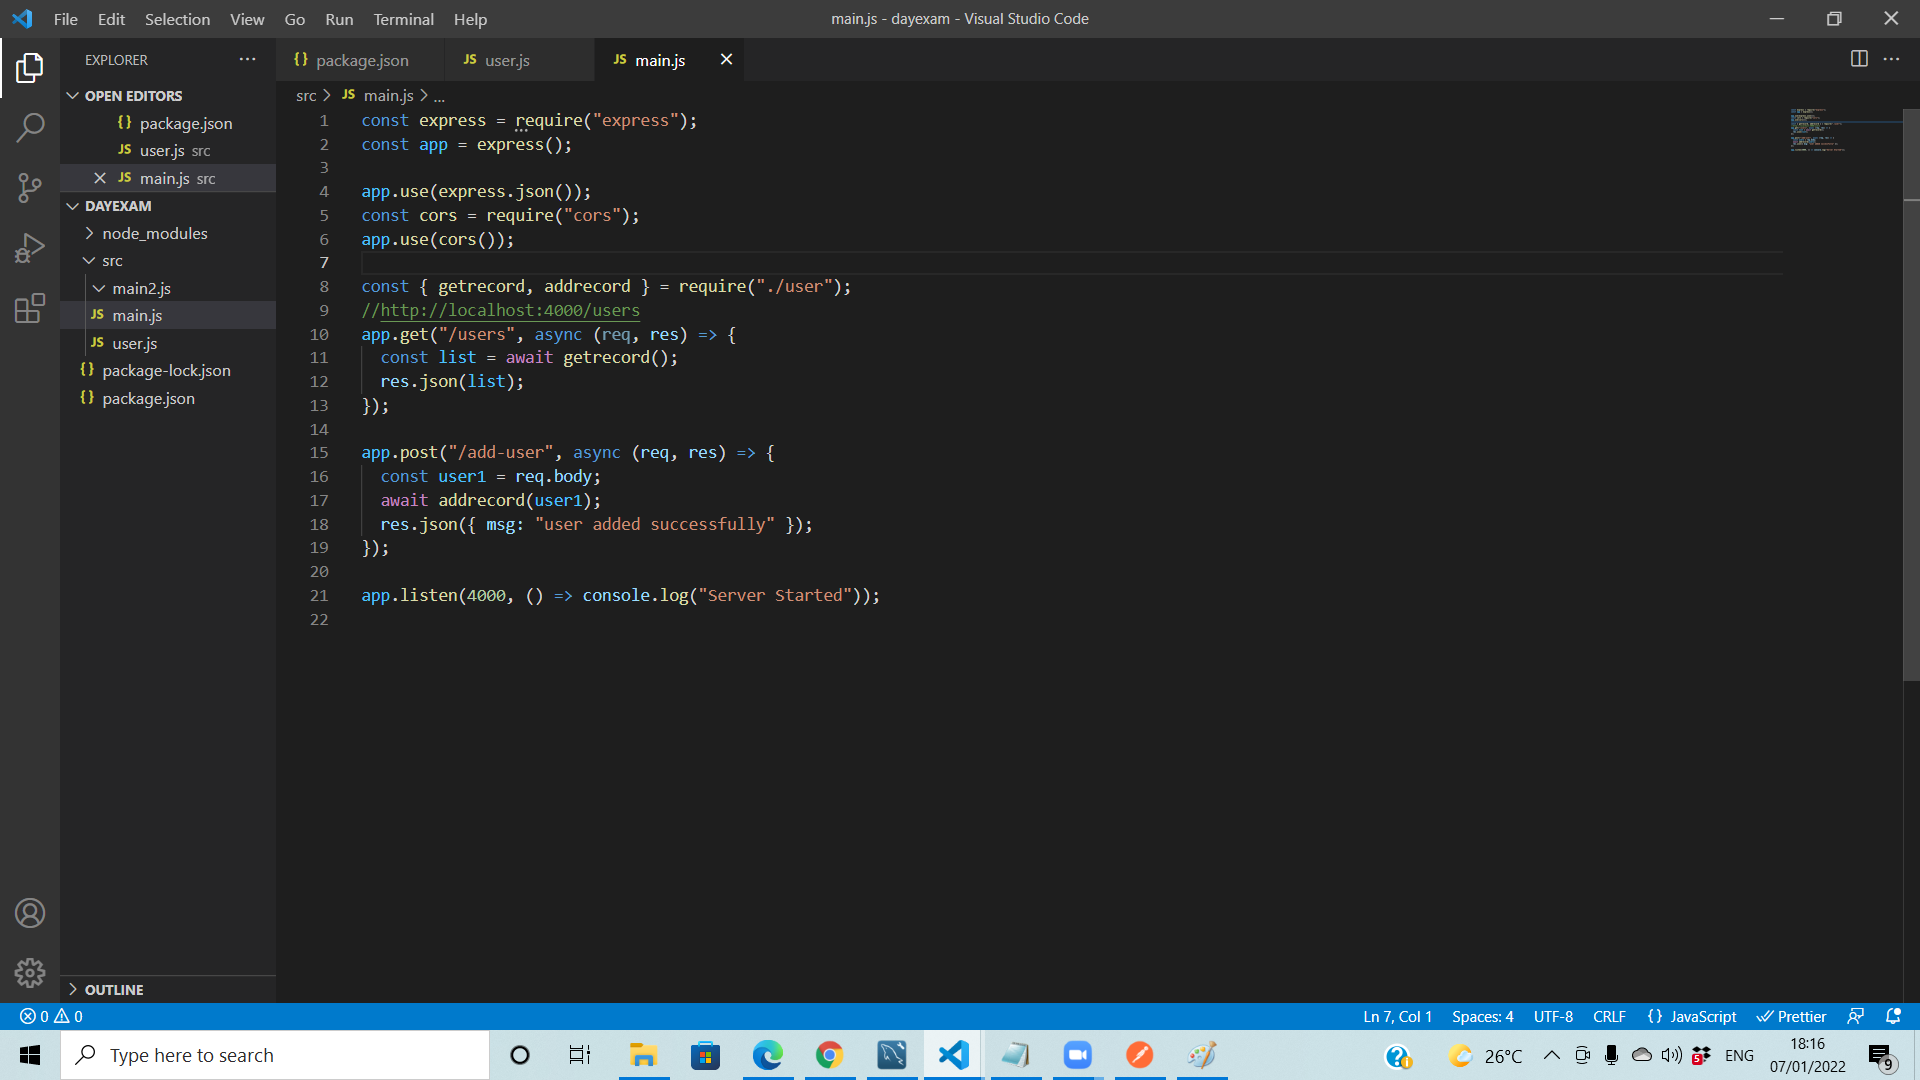 File Edit Selection View Go Run Terminal Help
main.js - dayexam - Visual Studio Code
EXPLORER
{} package.json
JS user.js
JS main.js
src > JS main.js > ...
OPEN EDITORS
{} package.json
JS user.js src
JS main.js src
DAYEXAM
node_modules
src
main2.js
JS main.js
JS user.js
{} package-lock.json
{} package.json
OUTLINE
1 const express = require("express");
2 const app = express();
3
4 app.use(express.json());
5 const cors = require("cors");
6 app.use(cors());
7
8 const { getrecord, addrecord } = require("./user");
9 //http://localhost:4000/users
10 app.get("/users", async (req, res) => {
11 const list = await getrecord();
12 res.json(list);
13 });
14
15 app.post("/add-user", async (req, res) => {
16 const user1 = req.body;
17 await addrecord(user1);
18 res.json({ msg: "user added successfully" });
19 });
20
21 app.listen(4000, () => console.log("Server Started"));
22
0 0
Ln 7, Col 1 Spaces: 4 UTF-8 CRLF {} JavaScript Prettier
Type here to search
26°C
5
ENG
18:16
07/01/2022
9